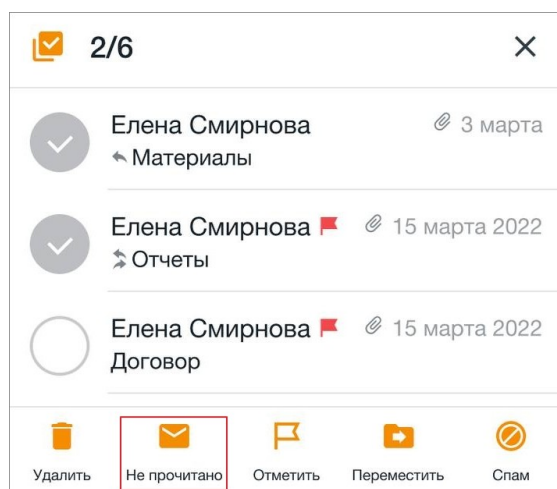 2/6
Елена Смирнова 3 марта
Материалы
Елена Смирнова 15 марта 2022
Отчеты
Елена Смирнова 15 марта 2022
Договор
Удалить Не прочитано Отметить Переместить Спам